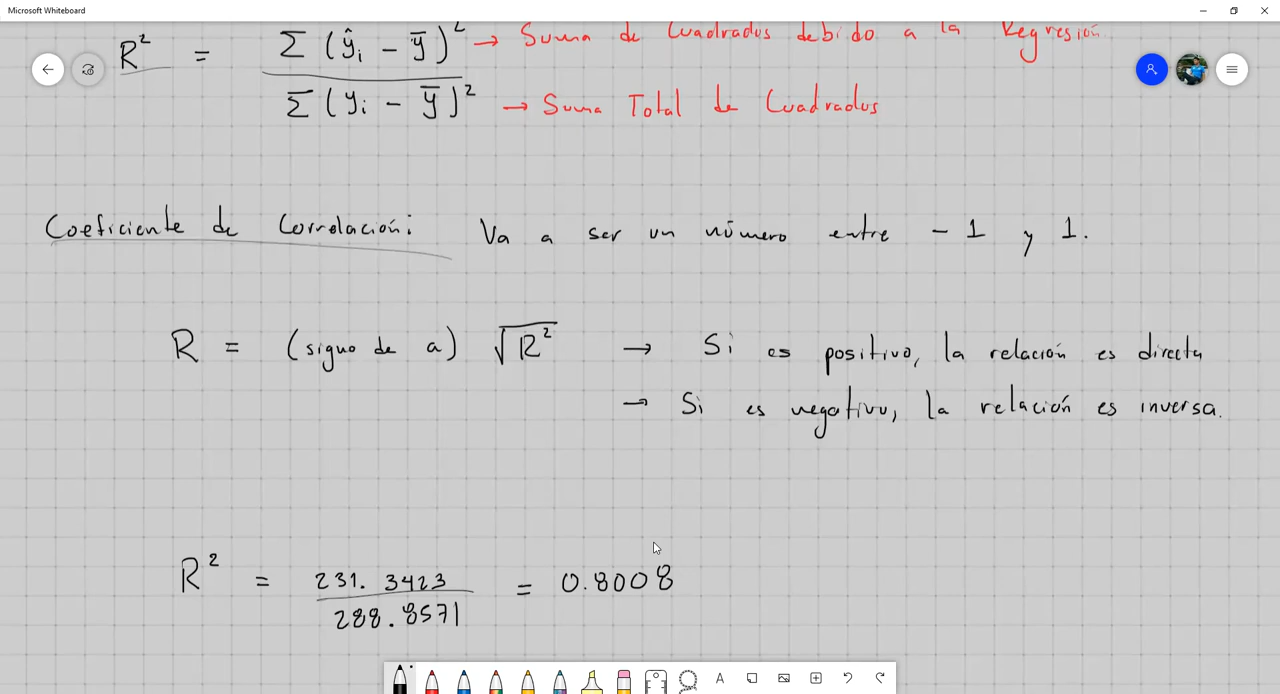 Microsoft Whiteboard
R² = Σ (ŷᵢ - ȳ)² → Suma de Cuadrados debido a la Regresión.
Σ (yᵢ - ȳ)² → Suma Total de Cuadrados
Coeficiente de Correlación: Va a ser un número entre - 1 y 1.
R = (signo de a) √R² → Si es positivo, la relación es directa
→ Si es negativo, la relación es inversa.
R² = 231.3423 = 0.8008
288.8571